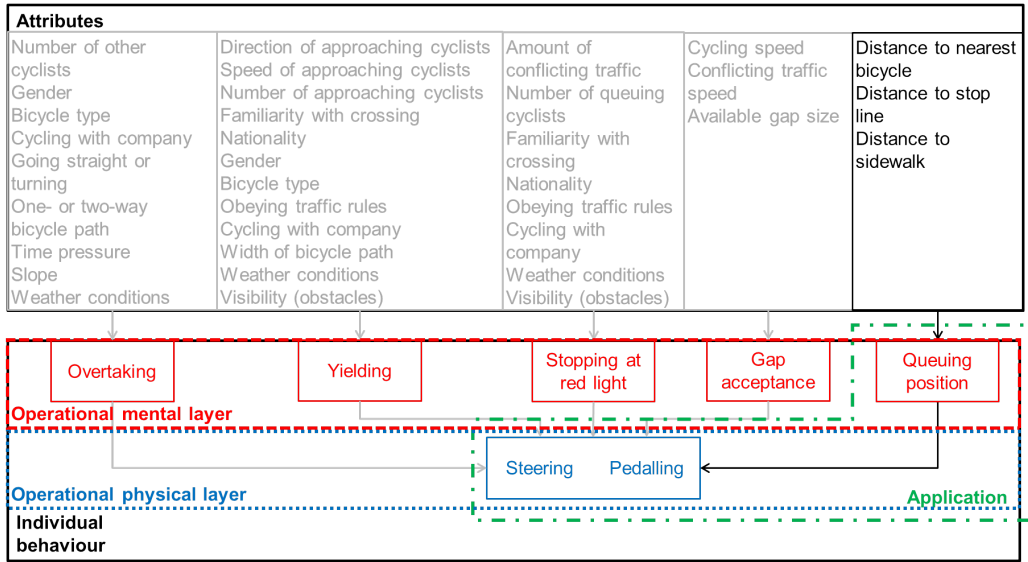 Attributes
Number of other
cyclists
Gender
Bicycle type
Cycling with company
Going straight or
turning
One- or two-way
bicycle path
Time pressure
Slope
Weather conditions
Direction of approaching cyclists
Speed of approaching cyclists
Number of approaching cyclists
Familiarity with crossing
Nationality
Gender
Bicycle type
Obeying traffic rules
Cycling with company
Width of bicycle path
Weather conditions
Visibility (obstacles)
Amount of
conflicting traffic
Number of queuing
cyclists
Familiarity with
crossing
Nationality
Obeying traffic rules
Cycling with
company
Weather conditions
Visibility (obstacles)
Cycling speed
Conflicting traffic
speed
Available gap size
Distance to nearest
bicycle
Distance to stop
line
Distance to
sidewalk
Overtaking
Yielding
Stopping at
red light
Gap
acceptance
Queuing
position
Operational mental layer
Steering
Pedalling
Operational physical layer
Application
Individual
behaviour